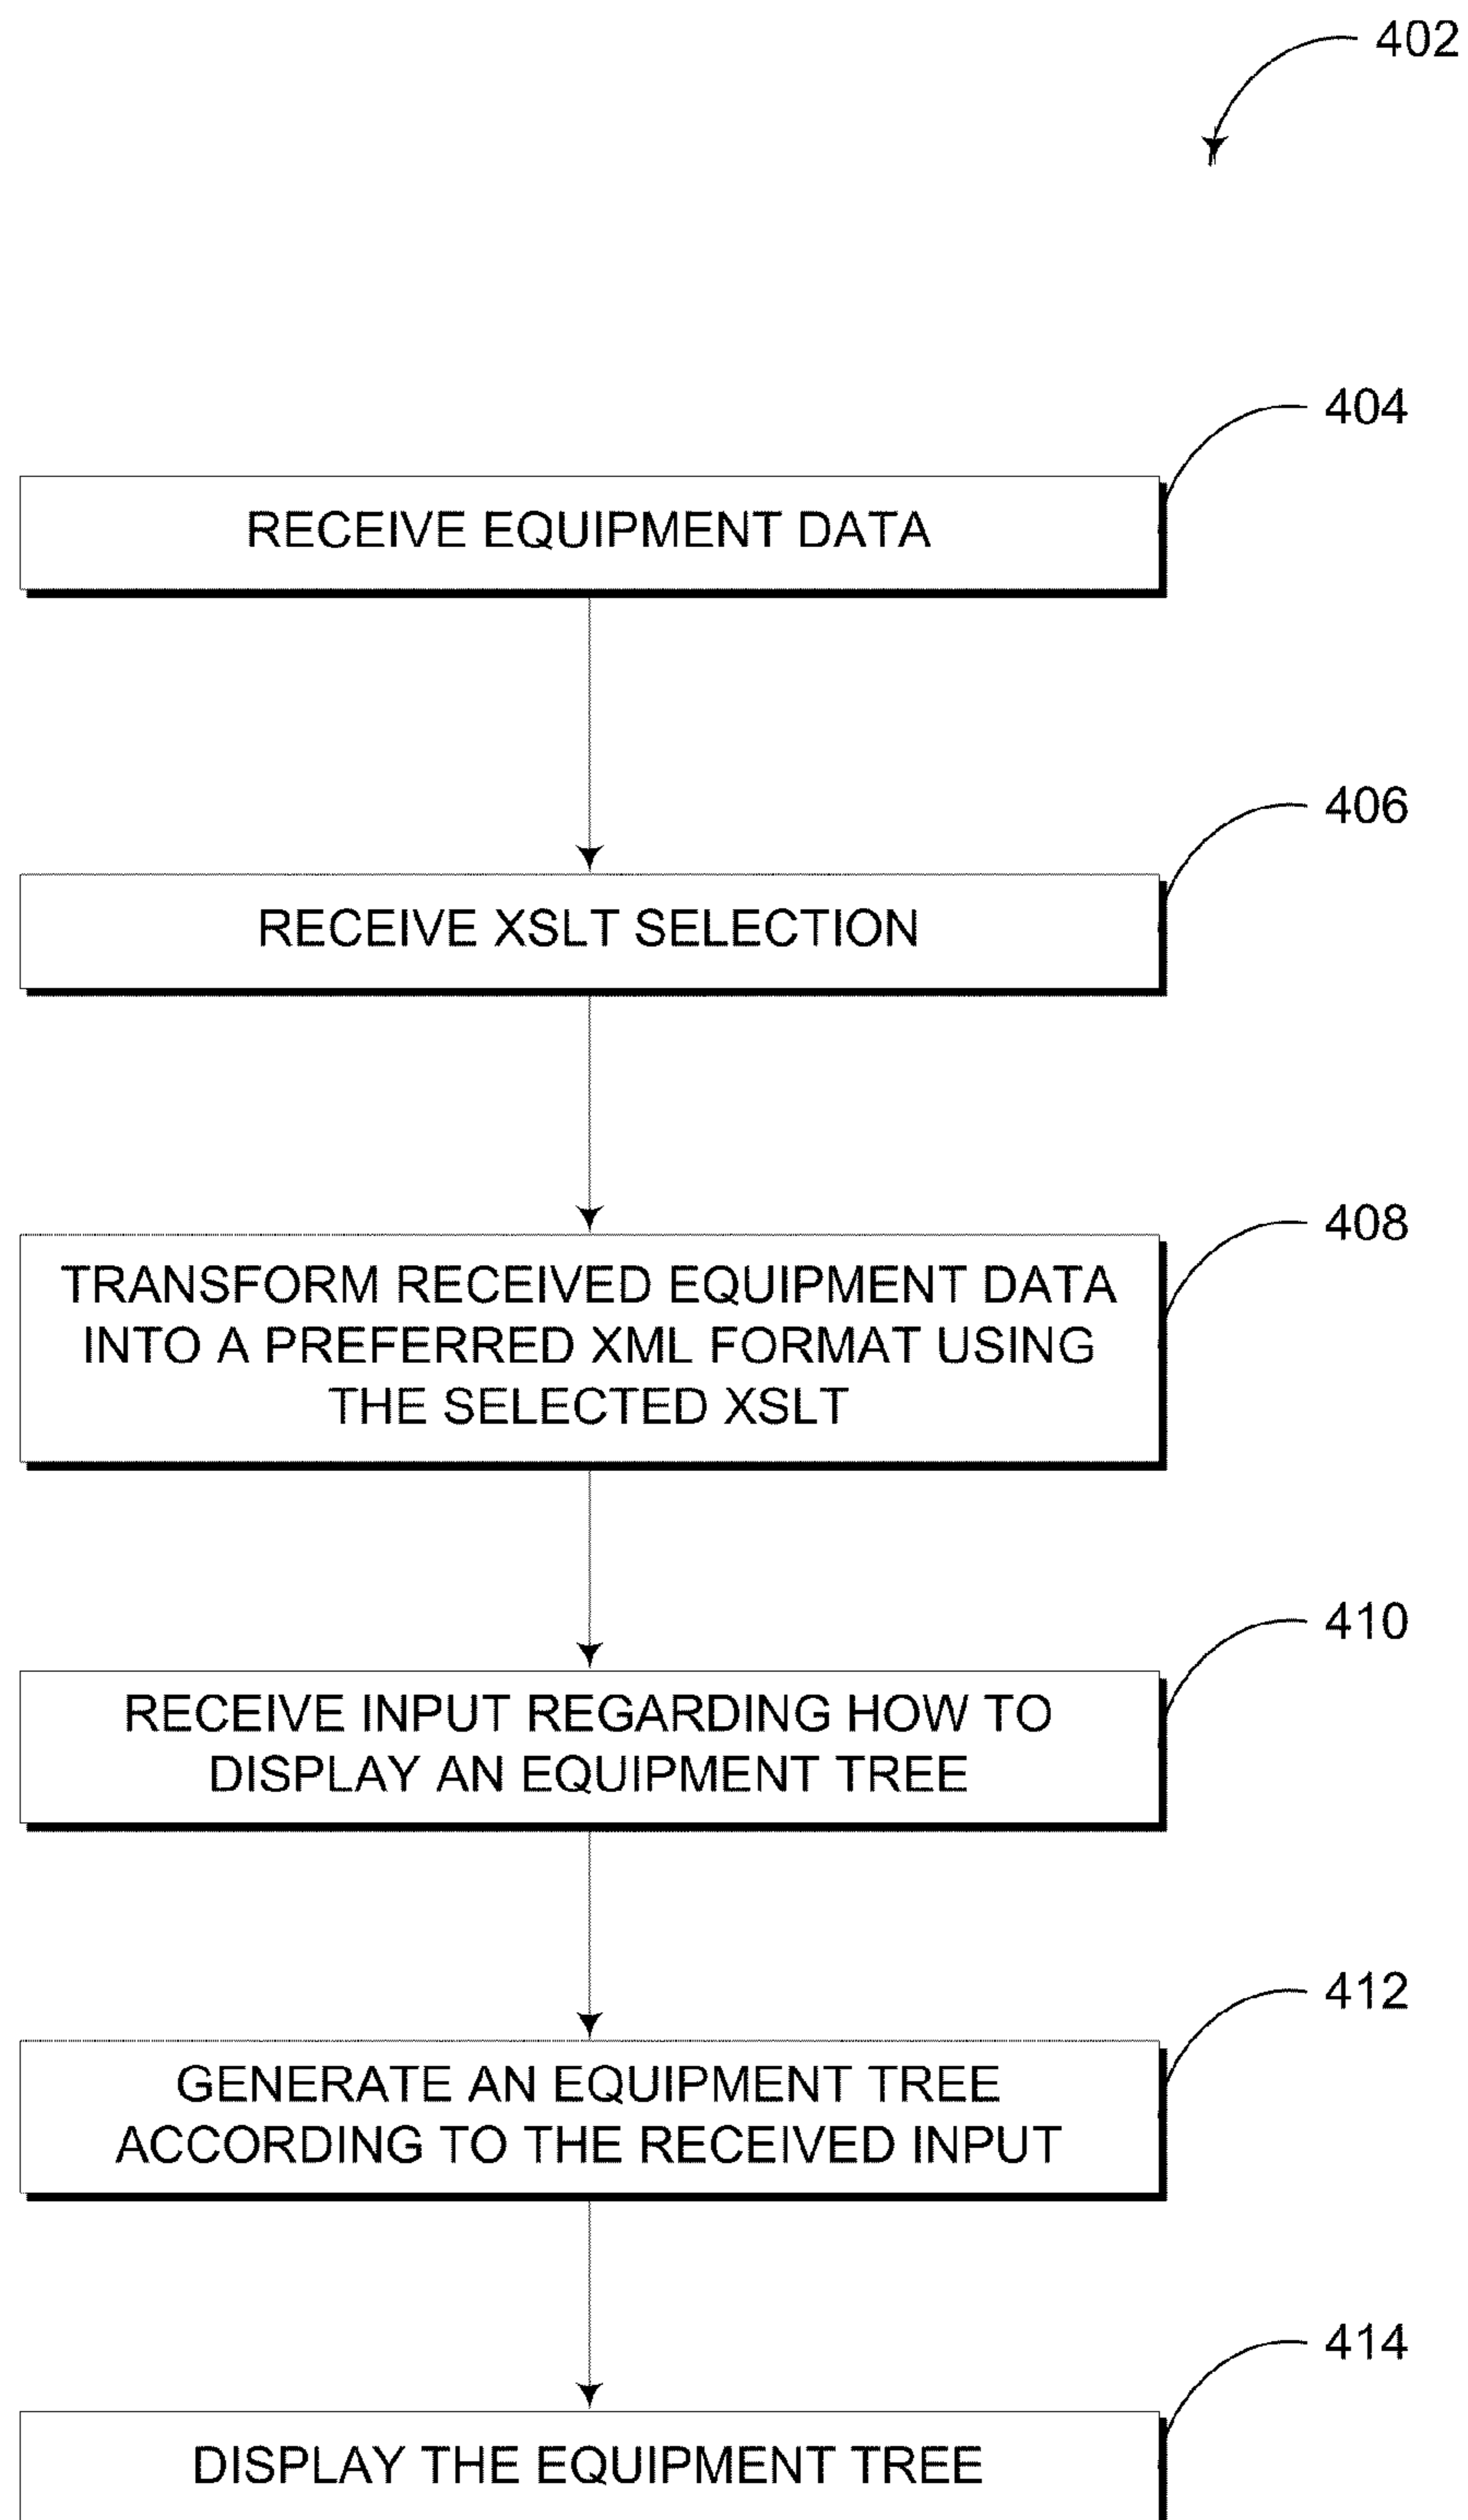 402
404
RECEIVE EQUIPMENT DATA
406
RECEIVE XSLT SELECTION
408
TRANSFORM RECEIVED EQUIPMENT DATA
INTO A PREFERRED XML FORMAT USING
THE SELECTED XSLT
410
RECEIVE INPUT REGARDING HOW TO
DISPLAY AN EQUIPMENT TREE
412
GENERATE AN EQUIPMENT TREE
ACCORDING TO THE RECEIVED INPUT
414
DISPLAY THE EQUIPMENT TREE